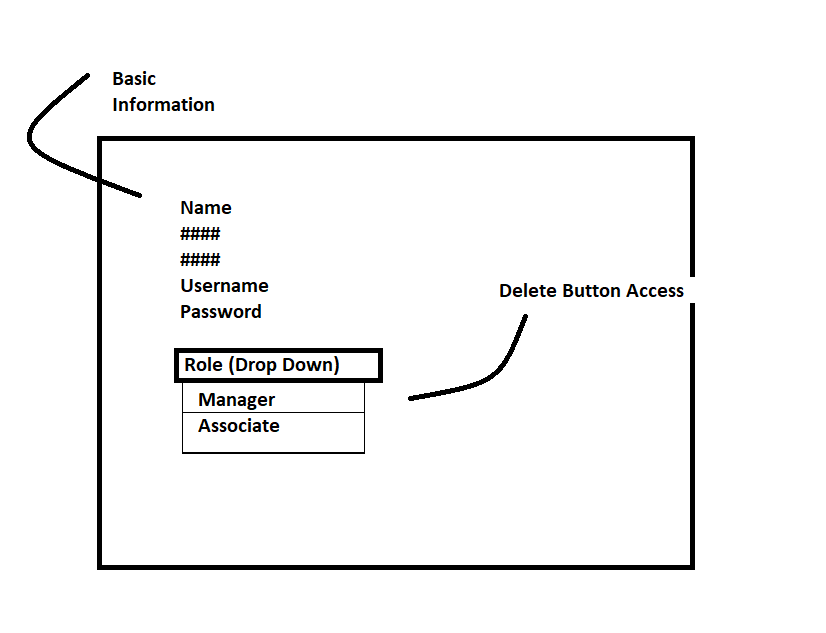 Basic
Information
Name
####
####
Username
Password
Delete Button Access
Role (Drop Down)
Manager
Associate